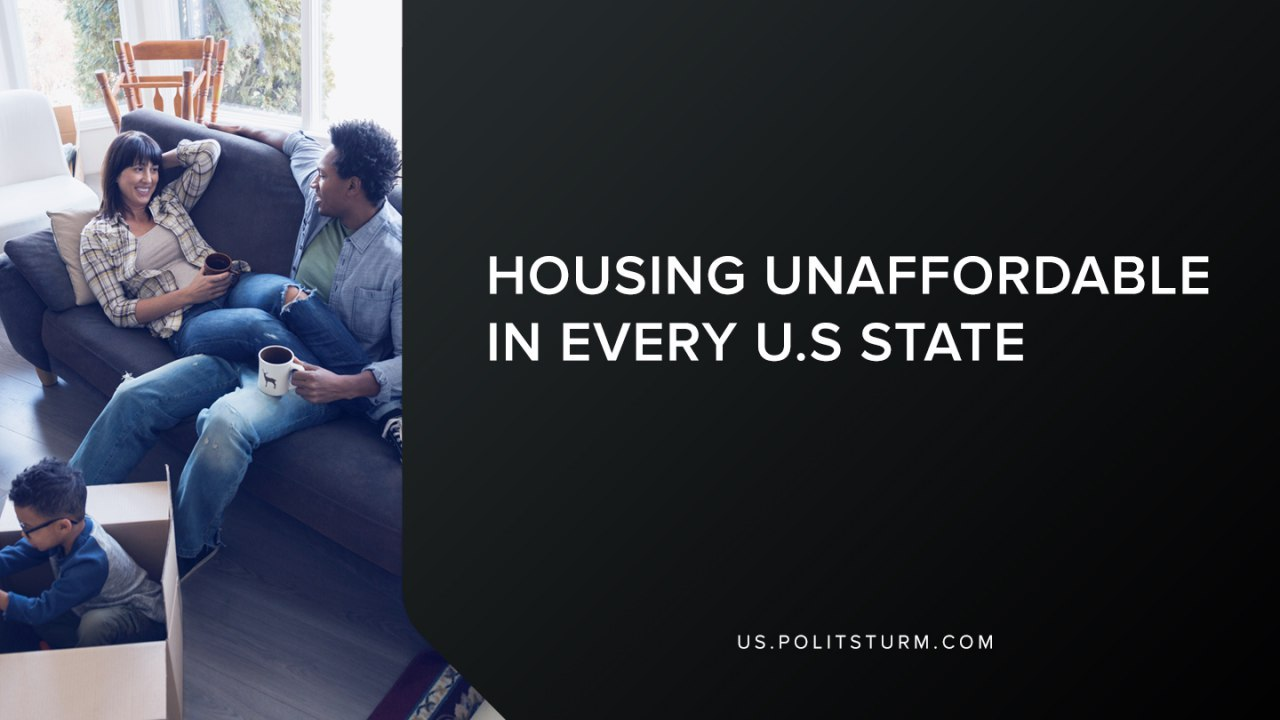 HOUSING UNAFFORDABLE
IN EVERY U.S STATE
US.POLITSTURM.COM